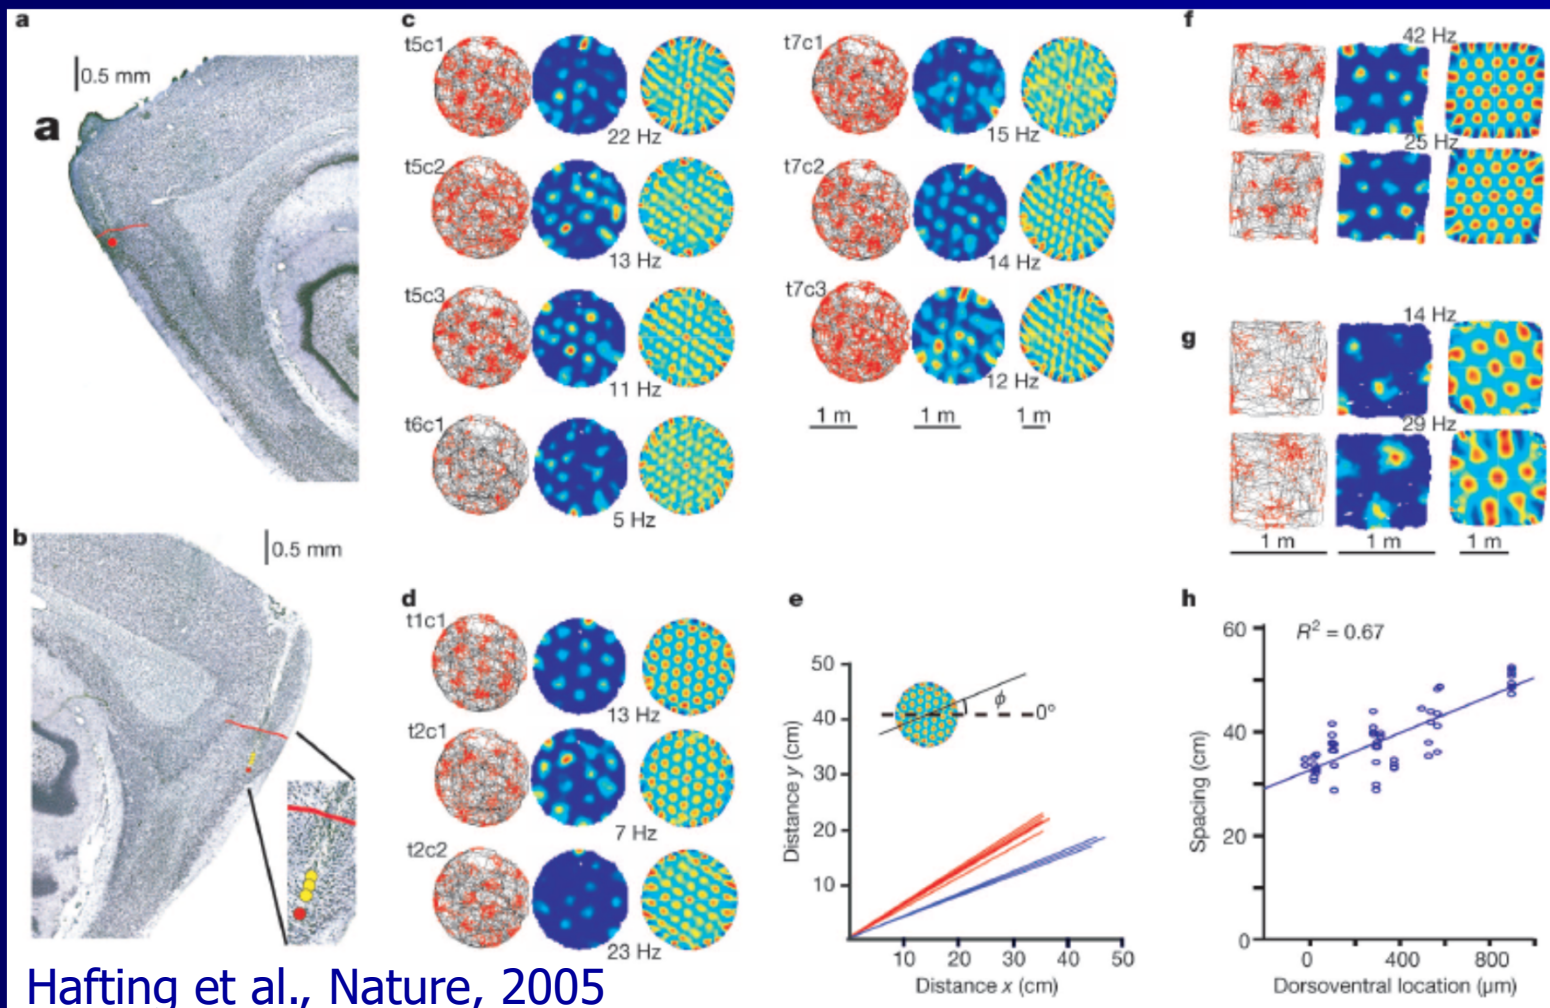 a
0.5 mm
a
b
0.5 mm
c
t5c1
22 Hz
t5c2
13 Hz
t5c3
11 Hz
t6c1
5 Hz
t7c1
15 Hz
t7c2
14 Hz
t7c3
12 Hz
1 m
1 m
1 m
d
t1c1
13 Hz
t2c1
7 Hz
t2c2
23 Hz
e
50
40
30
20
10
Distance y (cm)
ϕ
0°
10 20 30 40 50
Distance x (cm)
f
42 Hz
25 Hz
g
14 Hz
29 Hz
1 m
1 m
1 m
h
60
R² = 0.67
40
20
0
Spacing (cm)
0 400 800
Dorsoventral location (μm)
Hafting et al., Nature, 2005